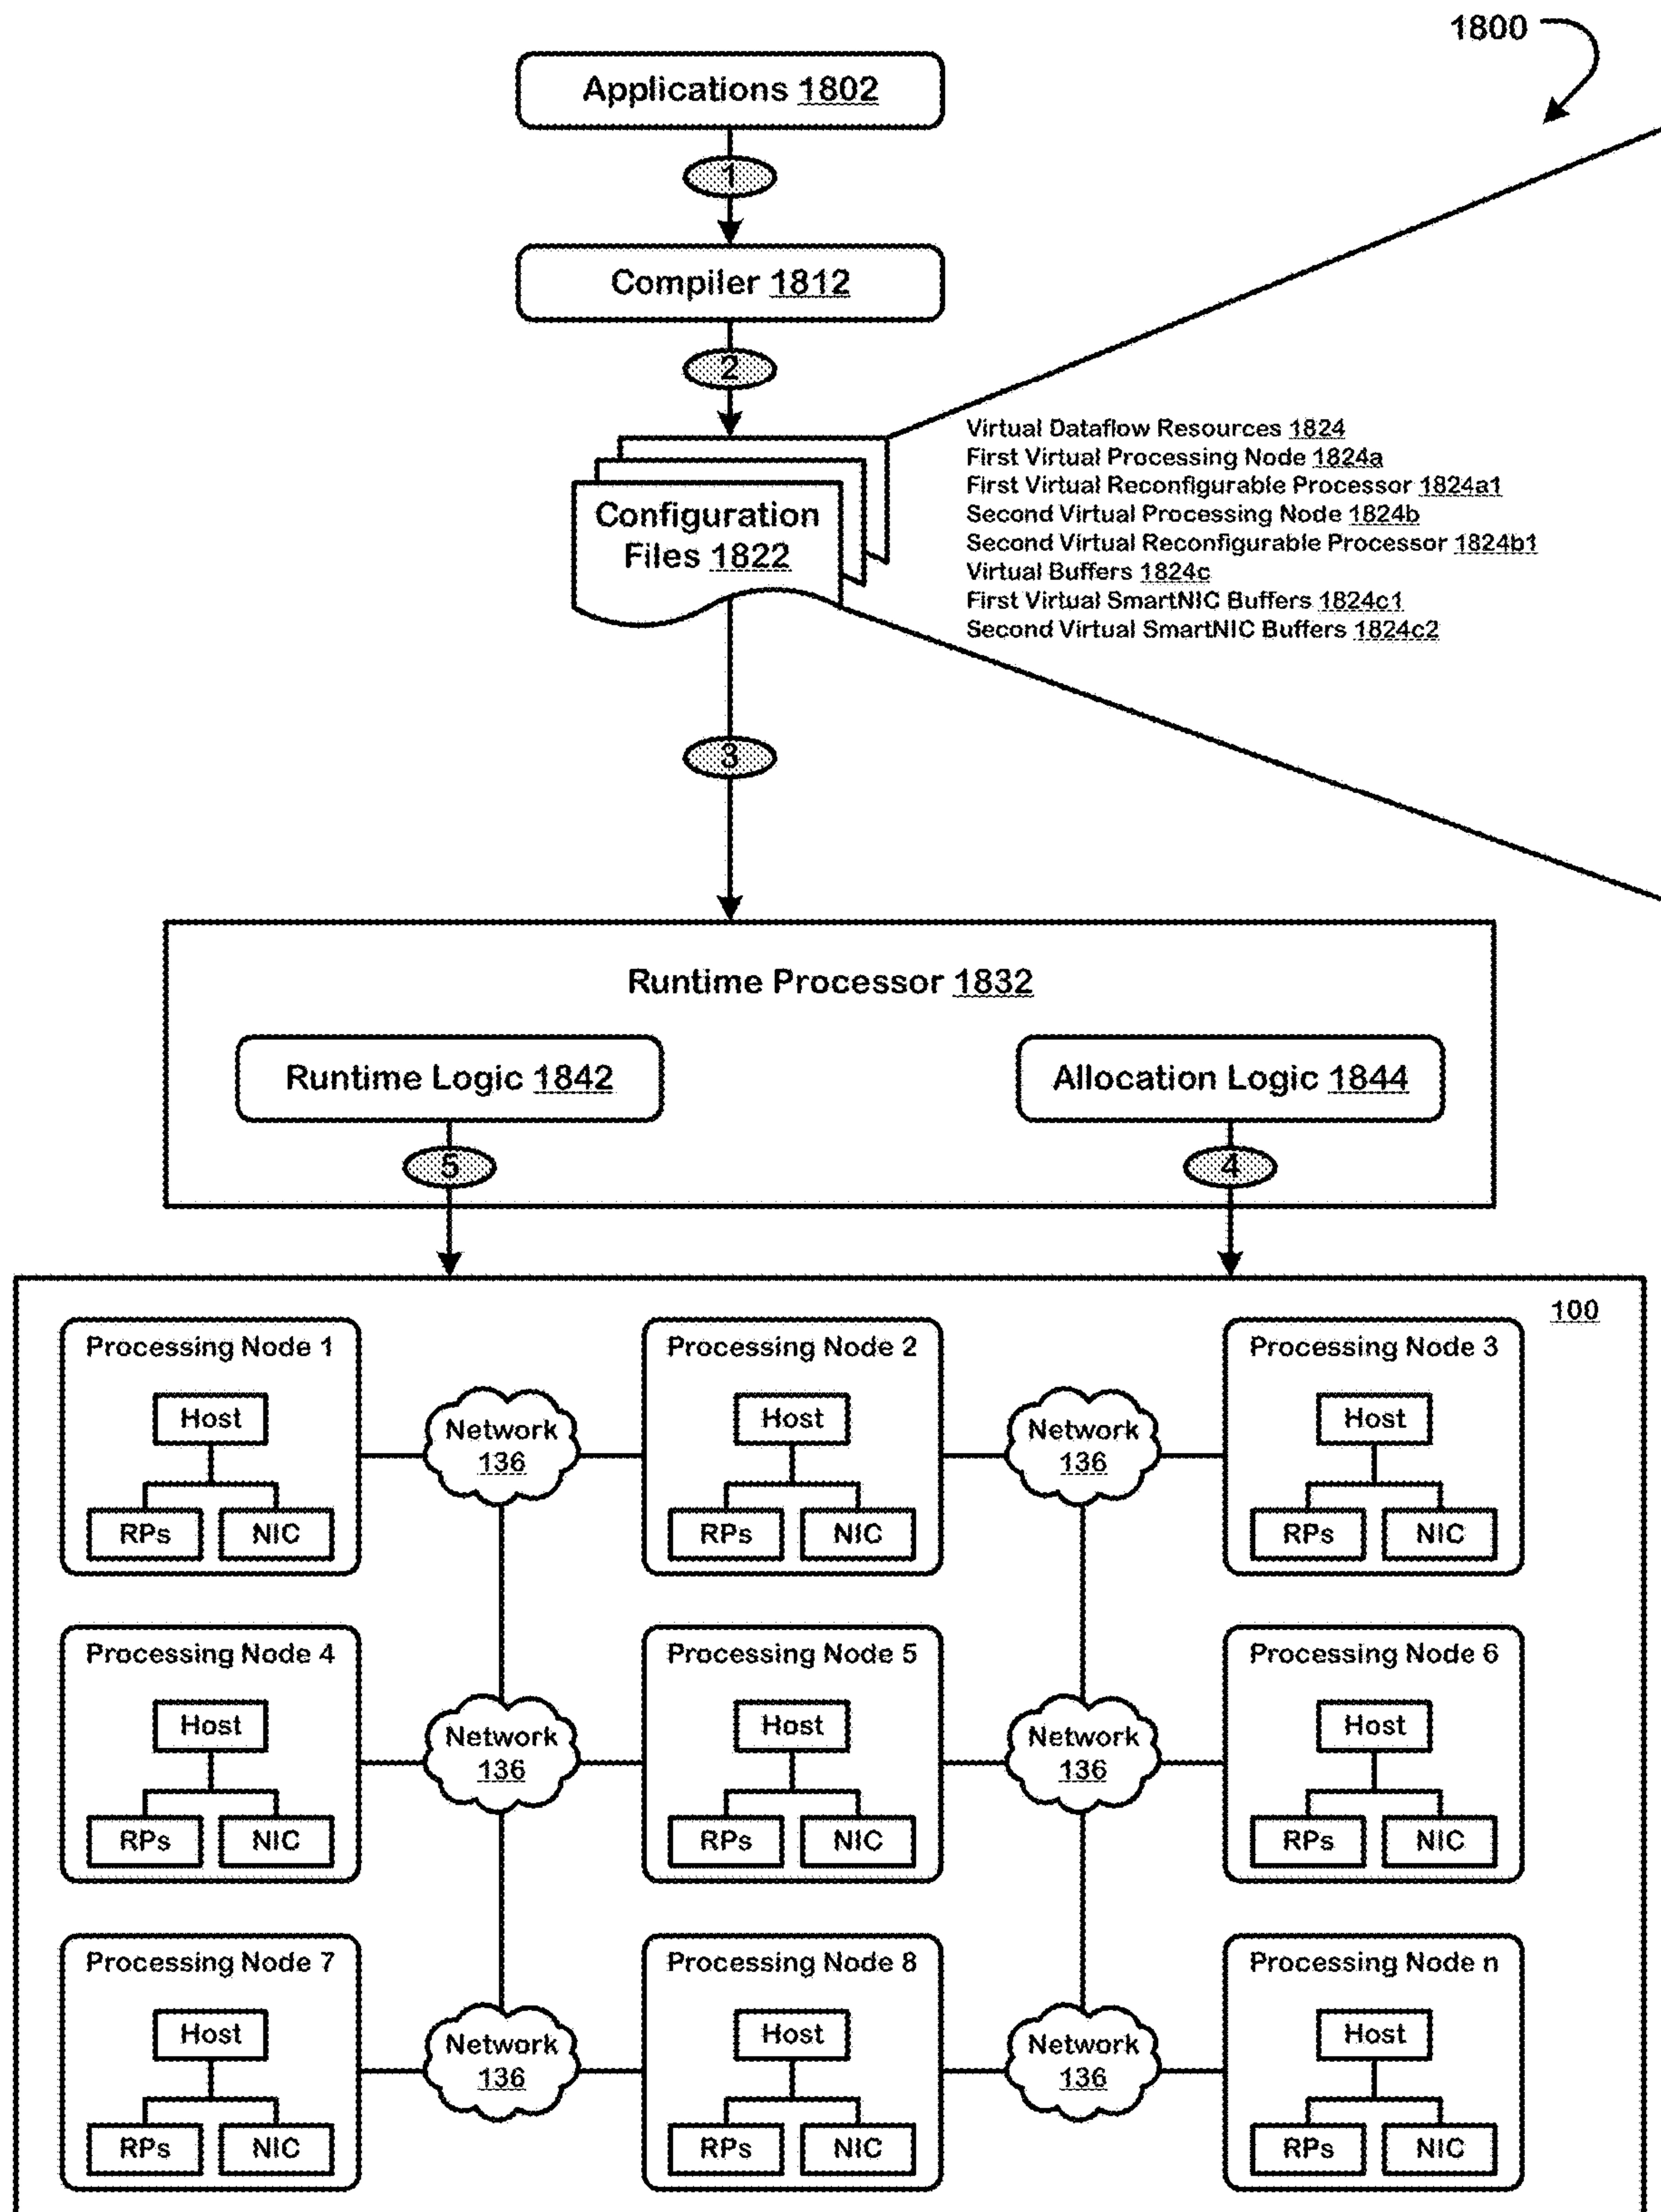 1800
Applications 1802
1
Compiler 1812
2
Configuration
Files 1822
Virtual Dataflow Resources 1824
First Virtual Processing Node 1824a
First Virtual Reconfigurable Processor 1824a1
Second Virtual Processing Node 1824b
Second Virtual Reconfigurable Processor 1824b1
Virtual Buffers 1824c
First Virtual SmartNIC Buffers 1824c1
Second Virtual SmartNIC Buffers 1824c2
3
Runtime Processor 1832
Runtime Logic 1842
Allocation Logic 1844
5
4
100
Processing Node 1
Host
RPs
NIC
Network
136
Processing Node 2
Host
RPs
NIC
Network
136
Processing Node 3
Host
RPs
NIC
Processing Node 4
Host
RPs
NIC
Network
136
Processing Node 5
Host
RPs
NIC
Network
136
Processing Node 6
Host
RPs
NIC
Processing Node 7
Host
RPs
NIC
Network
136
Processing Node 8
Host
RPs
NIC
Network
136
Processing Node n
Host
RPs
NIC